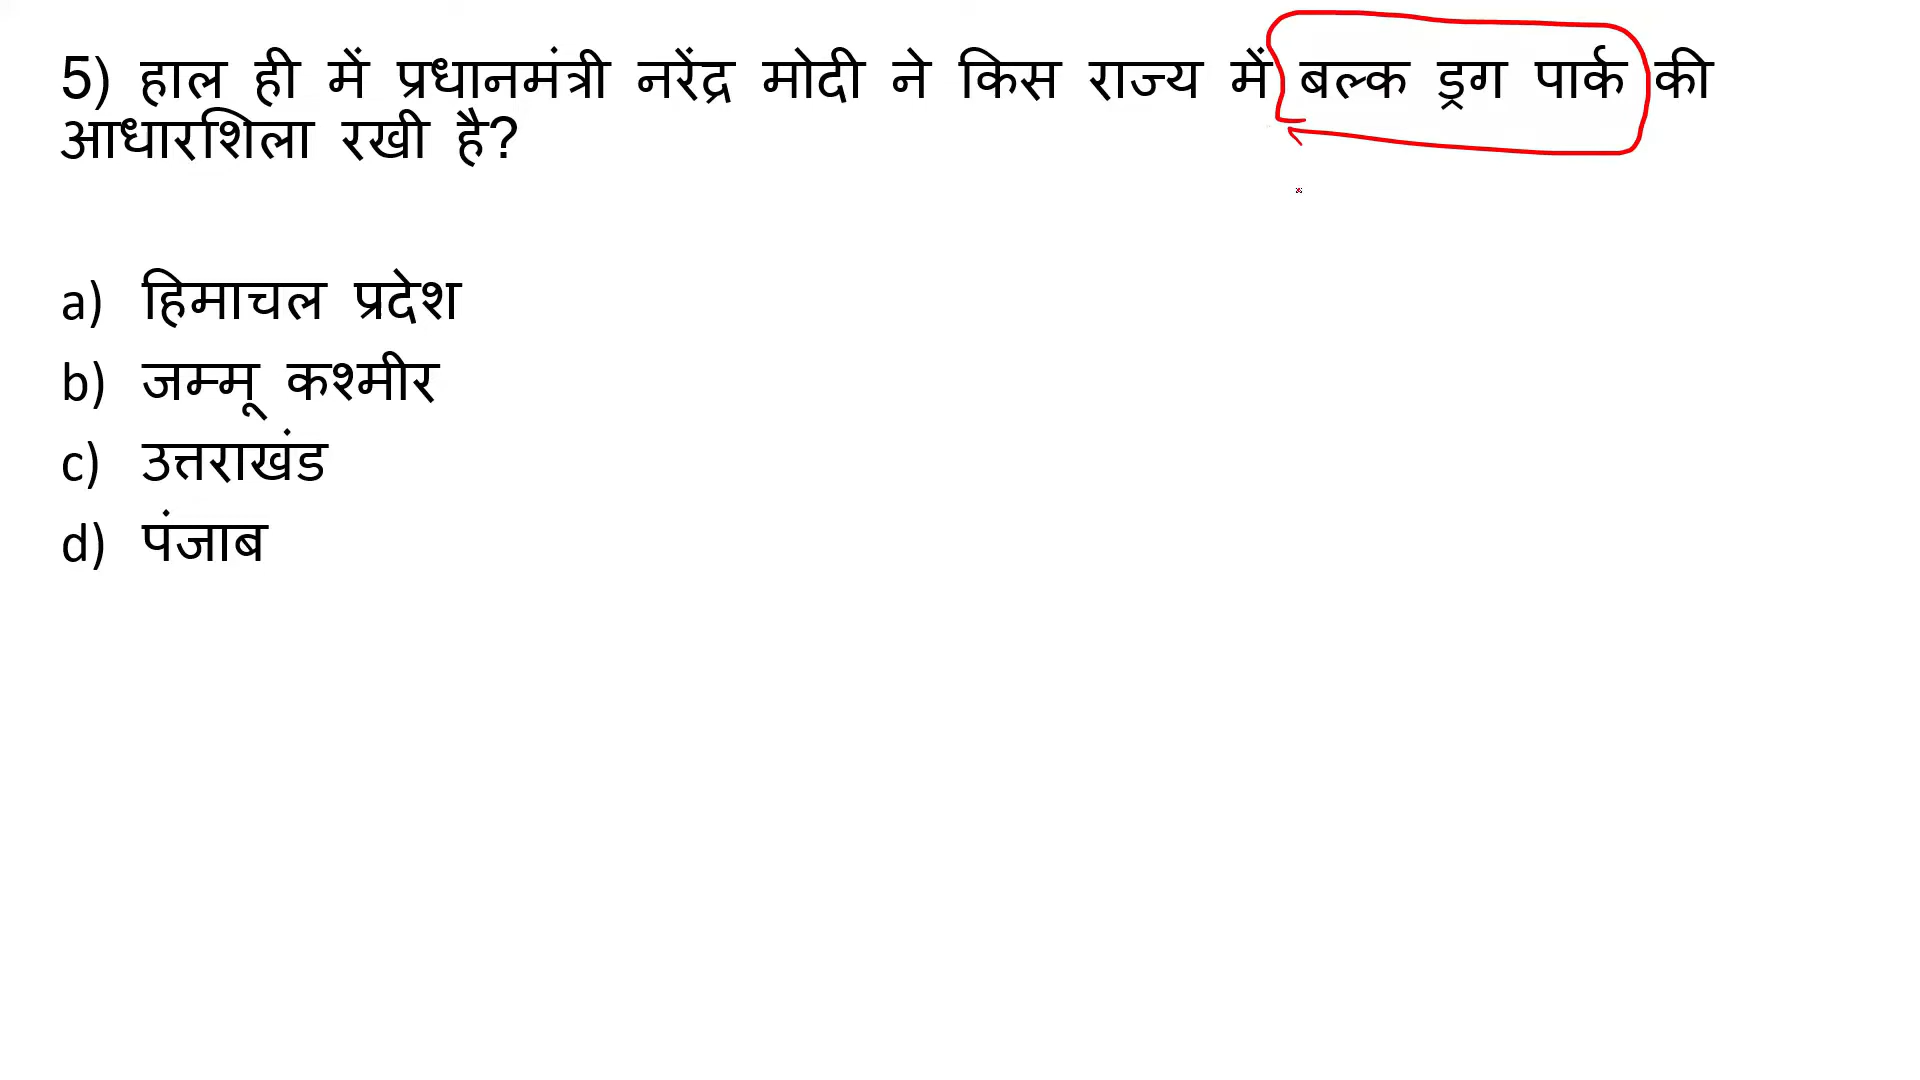 5) हाल ही में प्रधानमंत्री नरेंद्र मोदी ने किस राज्य में बल्क ड्रग पार्क की
आधारशिला रखी है?
a) हिमाचल प्रदेश
b) जम्मू कश्मीर
c) उत्तराखंड
d) पंजाब